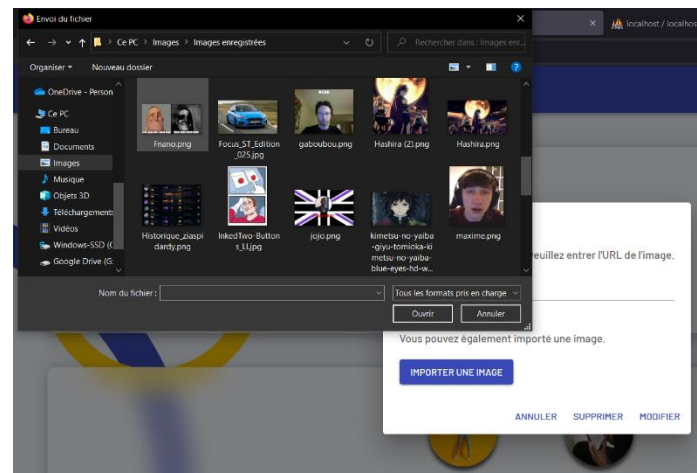 Envoi du fichier
localhost / localhos
Ce PC > Images > Images enregistrées
Rechercher dans : Images enr...
Organiser
Nouveau dossier
OneDrive - Person
Ce PC
Bureau
Documents
Images
Musique
Objets 3D
Téléchargements
Vidéos
Windows-SSD (C
Google Drive (G:
Fnano.png
Focus_ST_Edition
_025.jpg
gaboubou.png
Hashira (2).png
Hashira.png
Historique_ziaspi
dardy.png
InkedTwo-Button
s_LI.jpg
jojo.png
kimetsu-no-yaiba
-giyu-tomioka-ki
metsu-no-yaiba-
blue-eyes-hd-w...
maxime.png
Nom du fichier :
Tous les formats pris en charge
Ouvrir
Annuler
euillez entrer l'URL de l'image.
Vous pouvez également importé une image.
IMPORTER UNE IMAGE
ANNULER SUPPRIMER MODIFIER